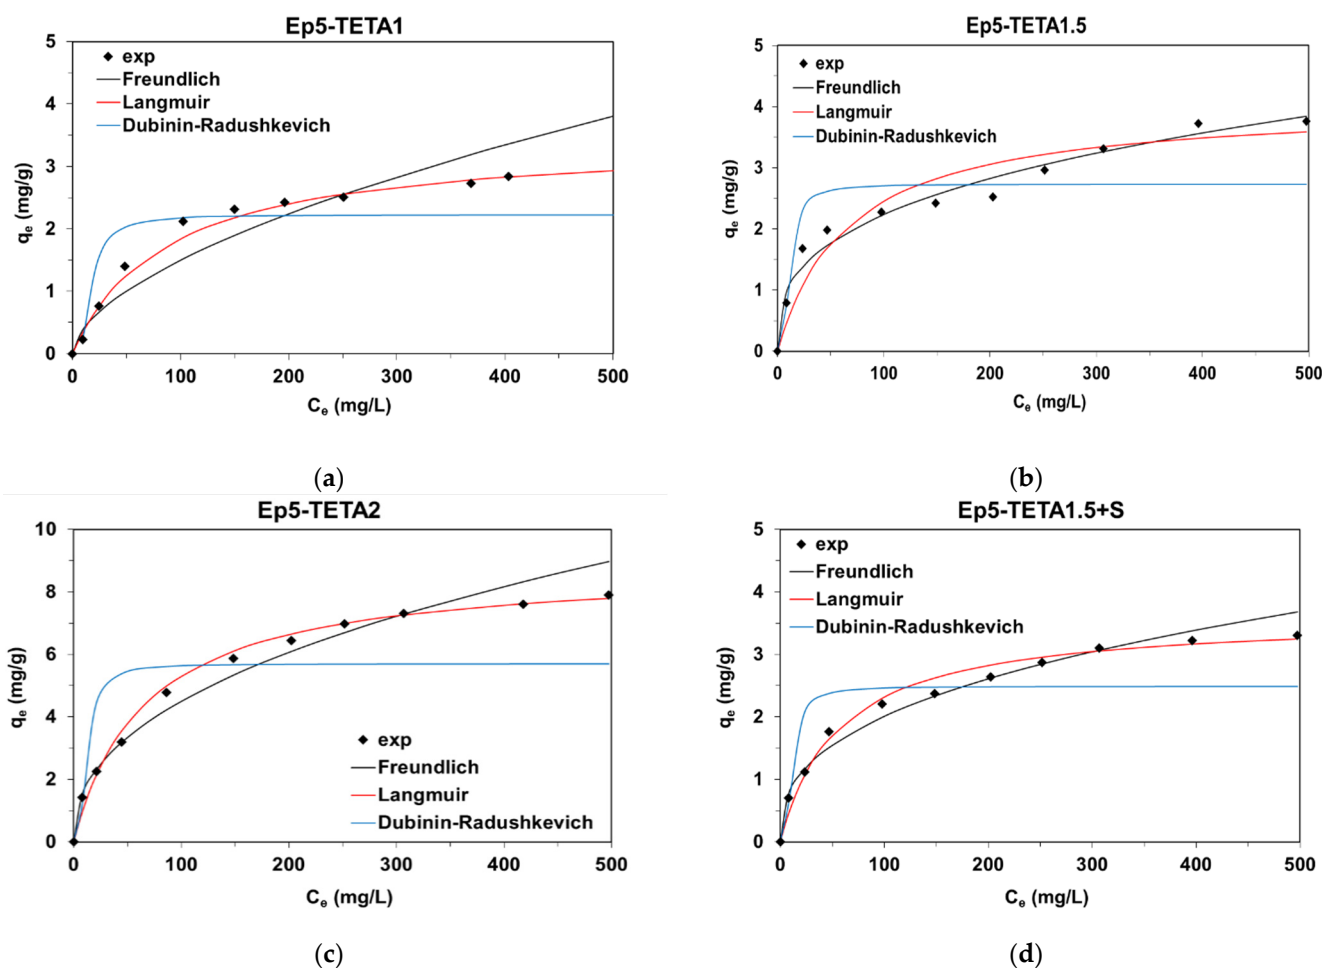 Ep5-TETA1
5
4
3
2
1
0
qe (mg/g)
exp
Freundlich
Langmuir
Dubinin-Radushkevich
0 100 200 300 400 500
Ce (mg/L)
(a)
Ep5-TETA1.5
5
4
3
2
1
0
qe (mg/g)
exp
Freundlich
Langmuir
Dubinin-Radushkevich
0 100 200 300 400 500
Ce (mg/L)
(b)
Ep5-TETA2
10
8
6
4
2
0
qe (mg/g)
exp
Freundlich
Langmuir
Dubinin-Radushkevich
0 100 200 300 400 500
Ce (mg/L)
(c)
Ep5-TETA1.5+S
5
4
3
2
1
0
qe (mg/g)
exp
Freundlich
Langmuir
Dubinin-Radushkevich
0 100 200 300 400 500
Ce (mg/L)
(d)